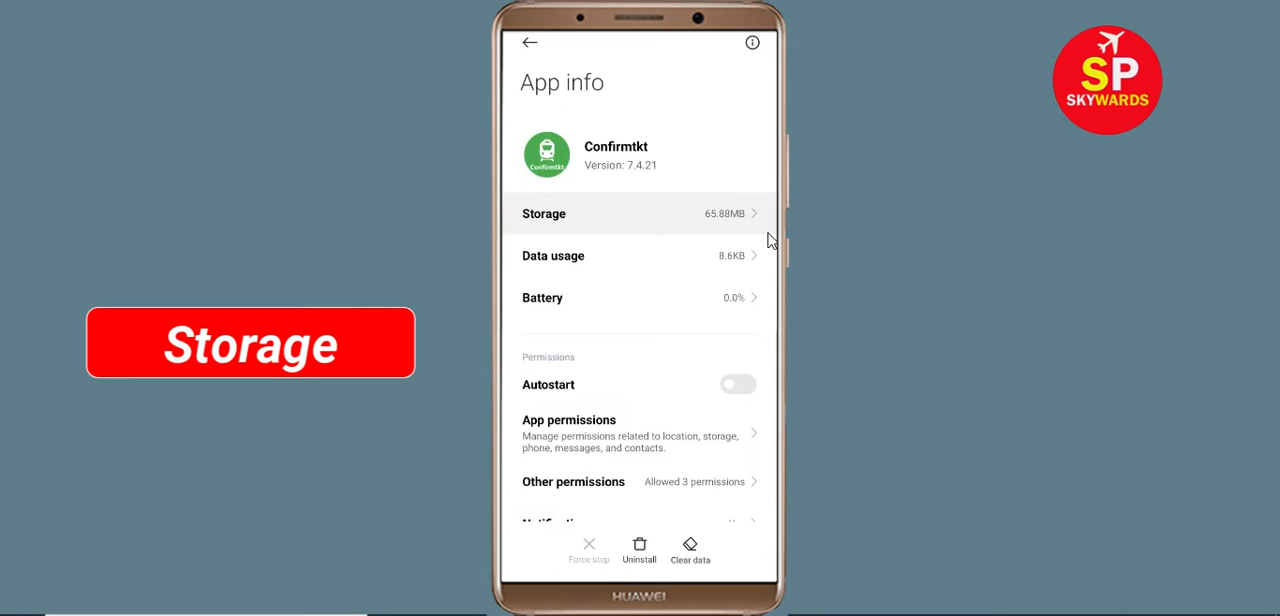 App info
Confirmtkt
Confirmtkt
Version: 7.4.21
Storage 65.88MB
Data usage 8.6KB
Battery 0.0%
Permissions
Autostart
App permissions
Manage permissions related to location, storage,
phone, messages, and contacts.
Other permissions Allowed 3 permissions
Force stop Uninstall Clear data
HUAWEI
Storage
SP
SKYWARDS